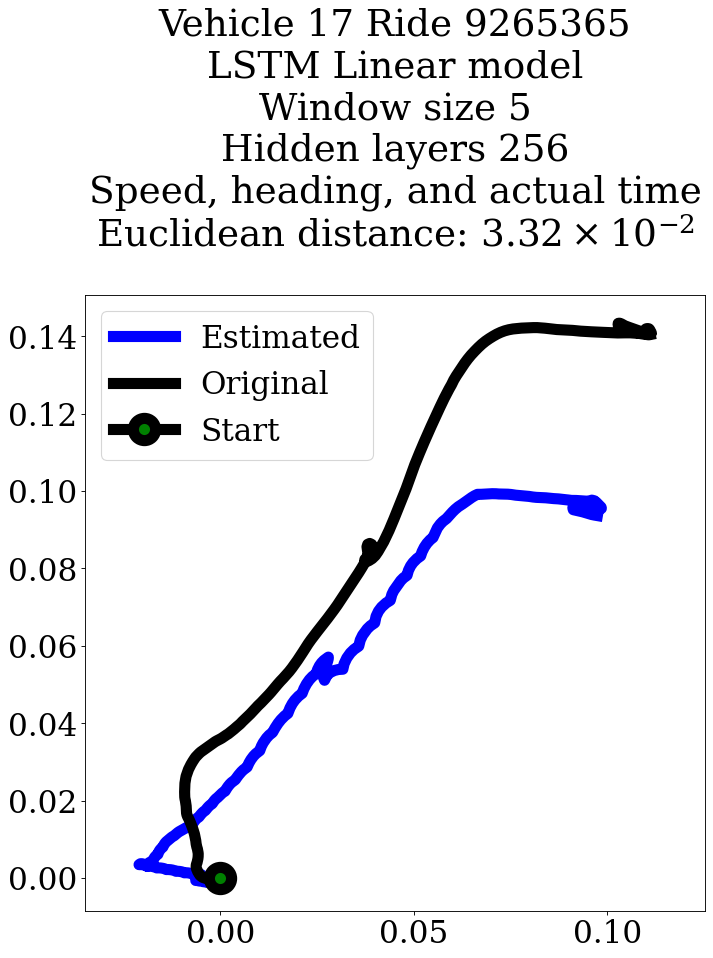 Vehicle 17 Ride 9265365
LSTM Linear model
Window size 5
Hidden layers 256
Speed, heading, and actual time
Euclidean distance: 3.32 × 10⁻²
Estimated
Original
Start
0.14
0.12
0.10
0.08
0.06
0.04
0.02
0.00
0.00 0.05 0.10